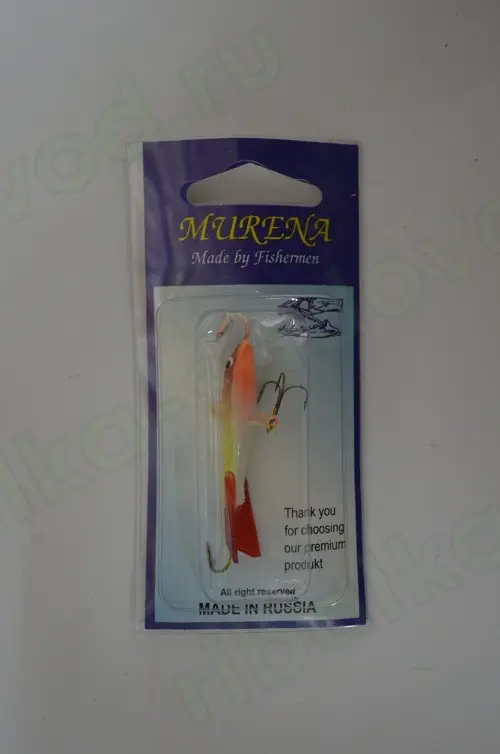 MURENA
Made by Fishermen
Thank you
for choosing
our premium
produkt
All right reserved
MADE IN RUSSIA